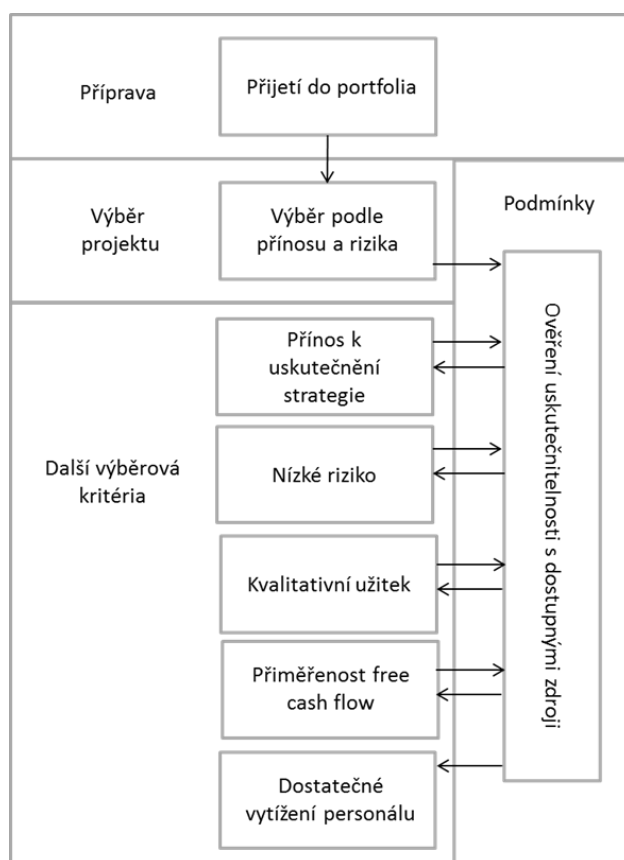 Příprava
Přijetí do portfolia
Výběr
projektu
Výběr podle
přínosu a rizika
Podmínky
Ověření uskutečnitelnosti s dostupnými zdroji
Další výběrová
kritéria
Přínos k
uskutečnění
strategie
Nízké riziko
Kvalitativní užitek
Přiměřenost free
cash flow
Dostatečné
vytížení personálu